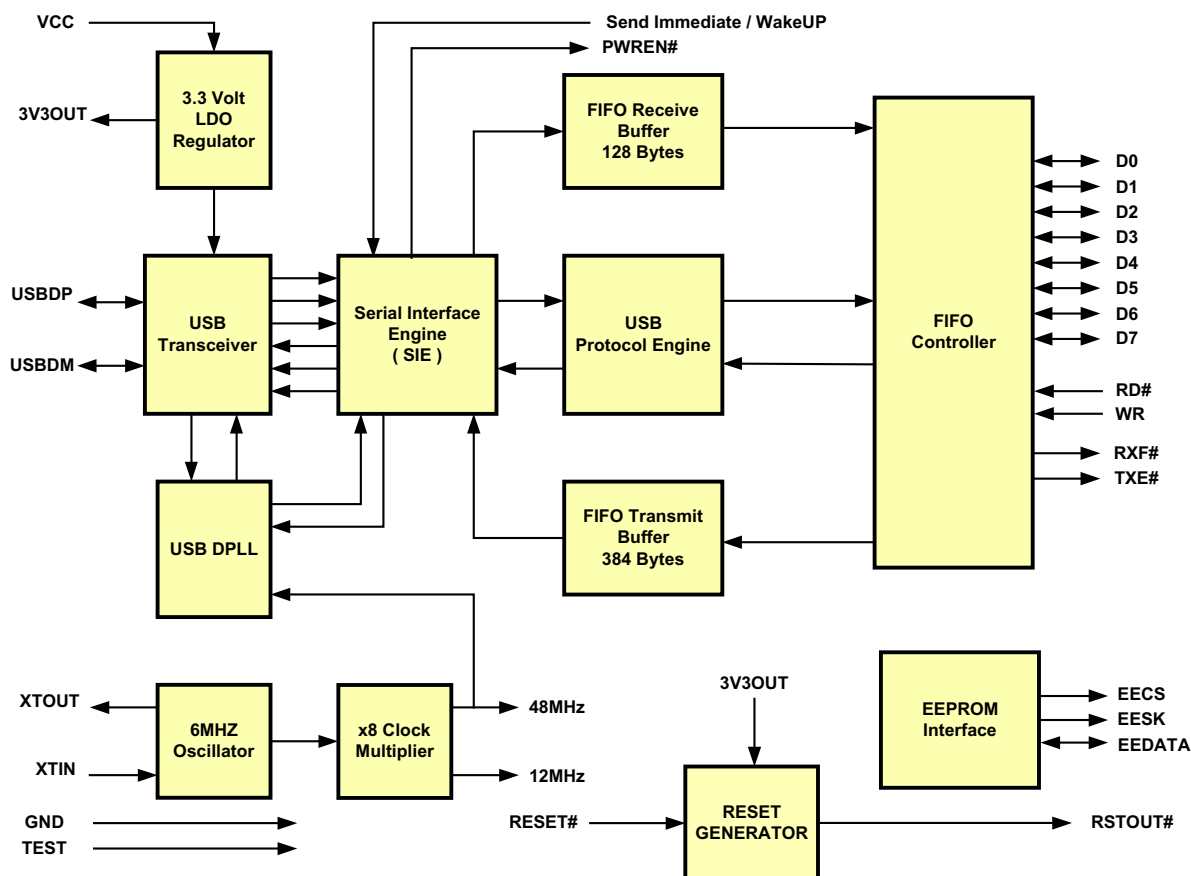 VCC
Send Immediate / WakeUP
PWREN#
3.3 Volt
LDO
Regulator
3V3OUT
FIFO Receive
Buffer
128 Bytes
D0
D1
D2
D3
D4
D5
D6
D7
USBDP
USBDM
USB
Transceiver
Serial Interface
Engine
( SIE )
USB
Protocol Engine
FIFO
Controller
RD#
WR
RXF#
TXE#
USB DPLL
FIFO Transmit
Buffer
384 Bytes
XTOUT
XTIN
6MHZ
Oscillator
x8 Clock
Multiplier
48MHz
12MHz
3V3OUT
EEPROM
Interface
EECS
EESK
EEDATA
GND
TEST
RESET#
RESET
GENERATOR
RSTOUT#